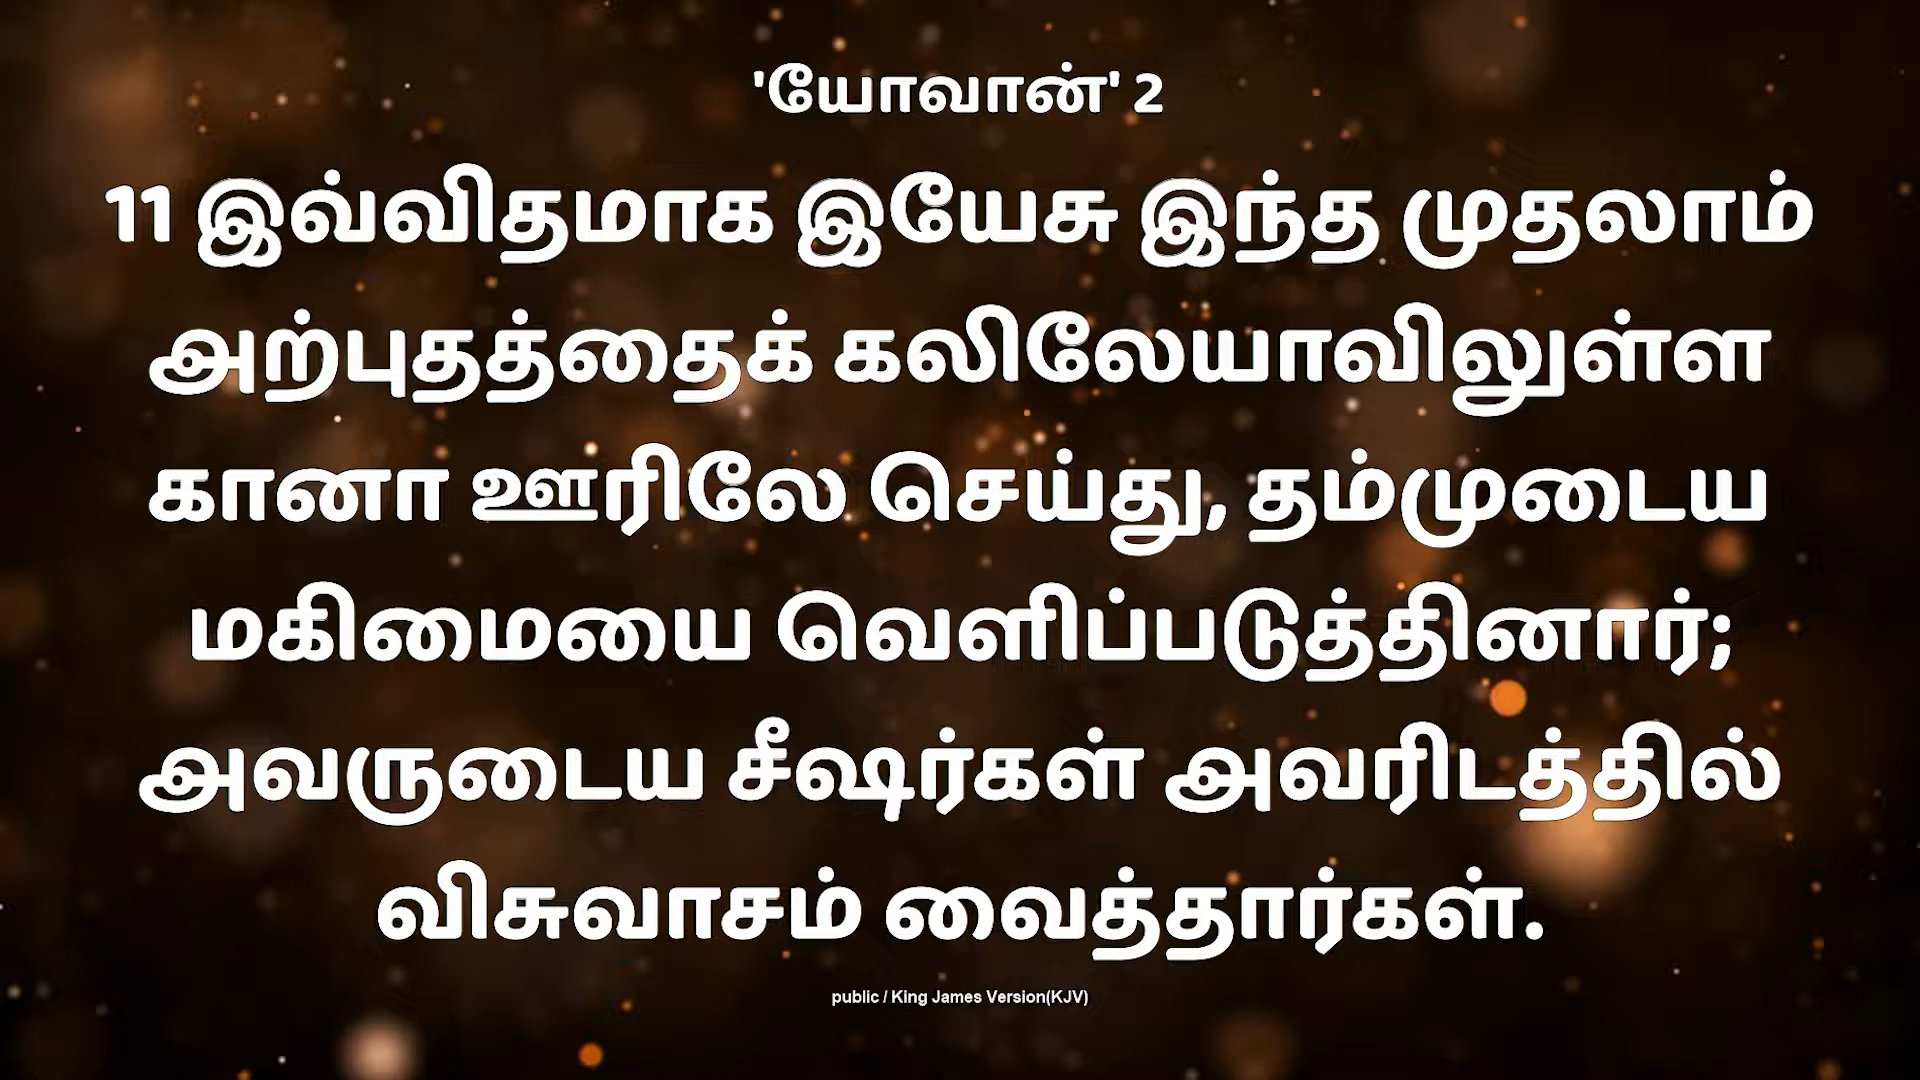 'யோவான்' 2
11 இவ்விதமாக இயேசு இந்த முதலாம்
அற்புதத்தைக் கலிலேயாவிலுள்ள
கானா ஊரிலே செய்து, தம்முடைய
மகிமையை வெளிப்படுத்தினார்;
அவருடைய சீஷர்கள் அவரிடத்தில்
விசுவாசம் வைத்தார்கள்.
public / King James Version(KJV)